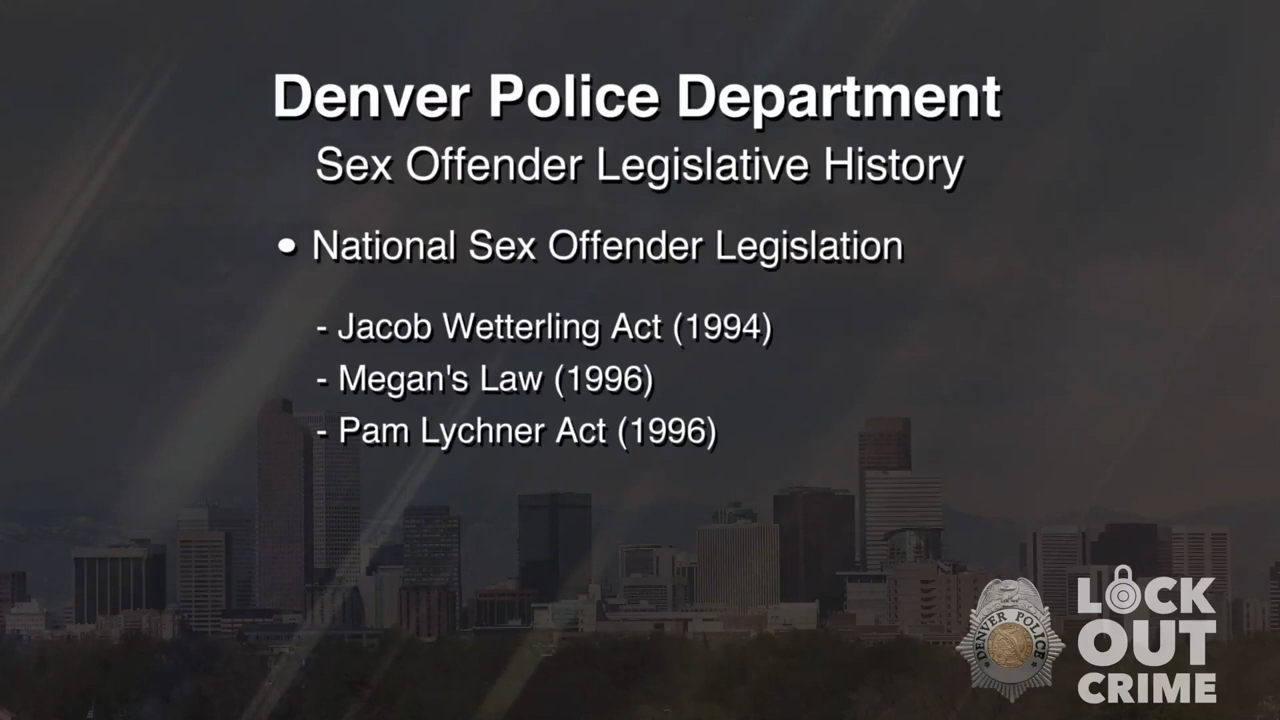 Denver Police Department
Sex Offender Legislative History
• National Sex Offender Legislation
- Jacob Wetterling Act (1994)
- Megan's Law (1996)
- Pam Lychner Act (1996)
DENVER POLICE
LOCK
OUT
CRIME